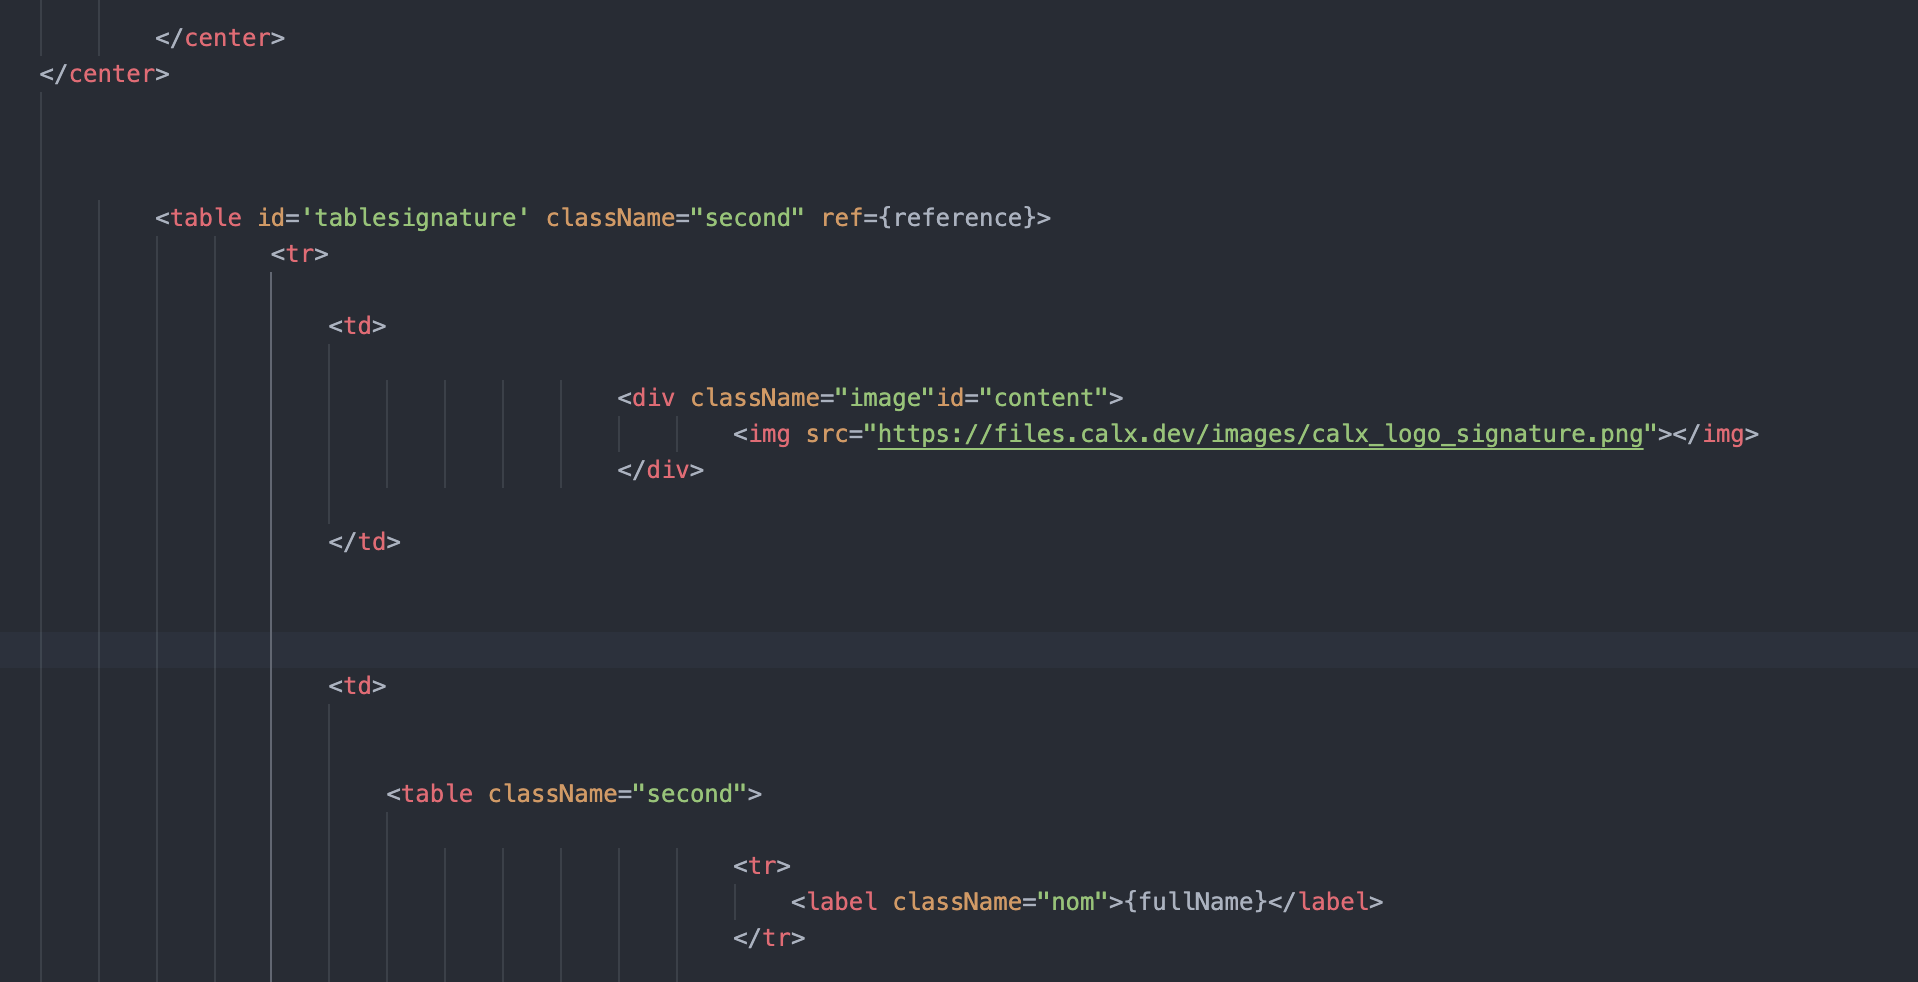 </center>
</center>
<table id='tablesignature' className="second" ref={reference}>
<tr>
<td>
<div className="image"id="content">
<img src="https://files.calx.dev/images/calx_logo_signature.png"></img>
</div>
</td>
<td>
<table className="second">
<tr>
<label className="nom">{fullName}</label>
</tr>